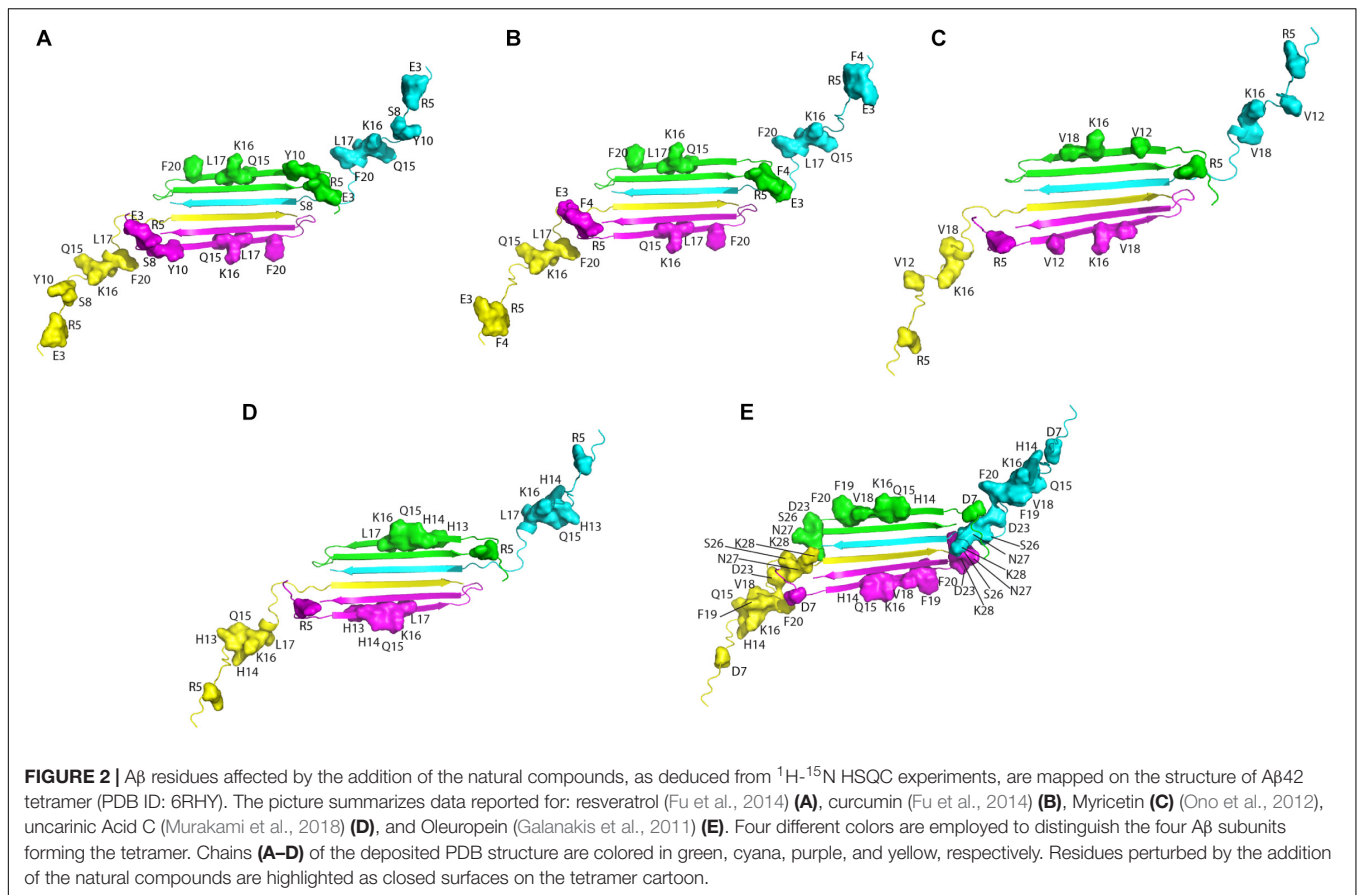 A
E3
R5
S8
K16
L17
Y10
Q15
F20
K16
L17
Q15
Y10
F20
R5
E3
S8
E3
R5
Q15
L17
S8
Y10
Q15
L17
K16
F20
F20
K16
Y10
S8
R5
E3
B
F4
R5
E3
K16
F20
Q15
L17
K16
L17
Q15
F20
F4
R5
E3
E3
F4
R5
L17
Q15
Q15
L17
F20
K16
K16
F20
E3
R5
F4
C
R5
K16
V12
V18
K16
V18
V12
R5
V18
R5
V12
K16
V18
V12
K16
R5
D
R5
H14
K16
L17
H13
Q15
Q15
K16
H14
L17
H13
R5
R5
L17
H13
K16
H14
Q15
Q15
H13
L17
K16
H14
R5
E
D7
H14
K16
F20
Q15
V18
F19
D23
S26
N27
K28
F19
K16
V18
Q15
F20
H14
D23
D7
S26
N27
S26
K28
K28
N27
D23
V18
Q15
F19
F20
K16
H14
D7
D7
H14
Q15
K16
V18
F19
F20
D23
S26
N27
K28
FIGURE 2 | Aβ residues affected by the addition of the natural compounds, as deduced from ¹H-¹⁵N HSQC experiments, are mapped on the structure of Aβ42
tetramer (PDB ID: 6RHY). The picture summarizes data reported for: resveratrol (Fu et al., 2014) (A), curcumin (Fu et al., 2014) (B), Myricetin (C) (Ono et al., 2012),
uncarinic Acid C (Murakami et al., 2018) (D), and Oleuropein (Galanakis et al., 2011) (E). Four different colors are employed to distinguish the four Aβ subunits
forming the tetramer. Chains (A–D) of the deposited PDB structure are colored in green, cyana, purple, and yellow, respectively. Residues perturbed by the addition
of the natural compounds are highlighted as closed surfaces on the tetramer cartoon.